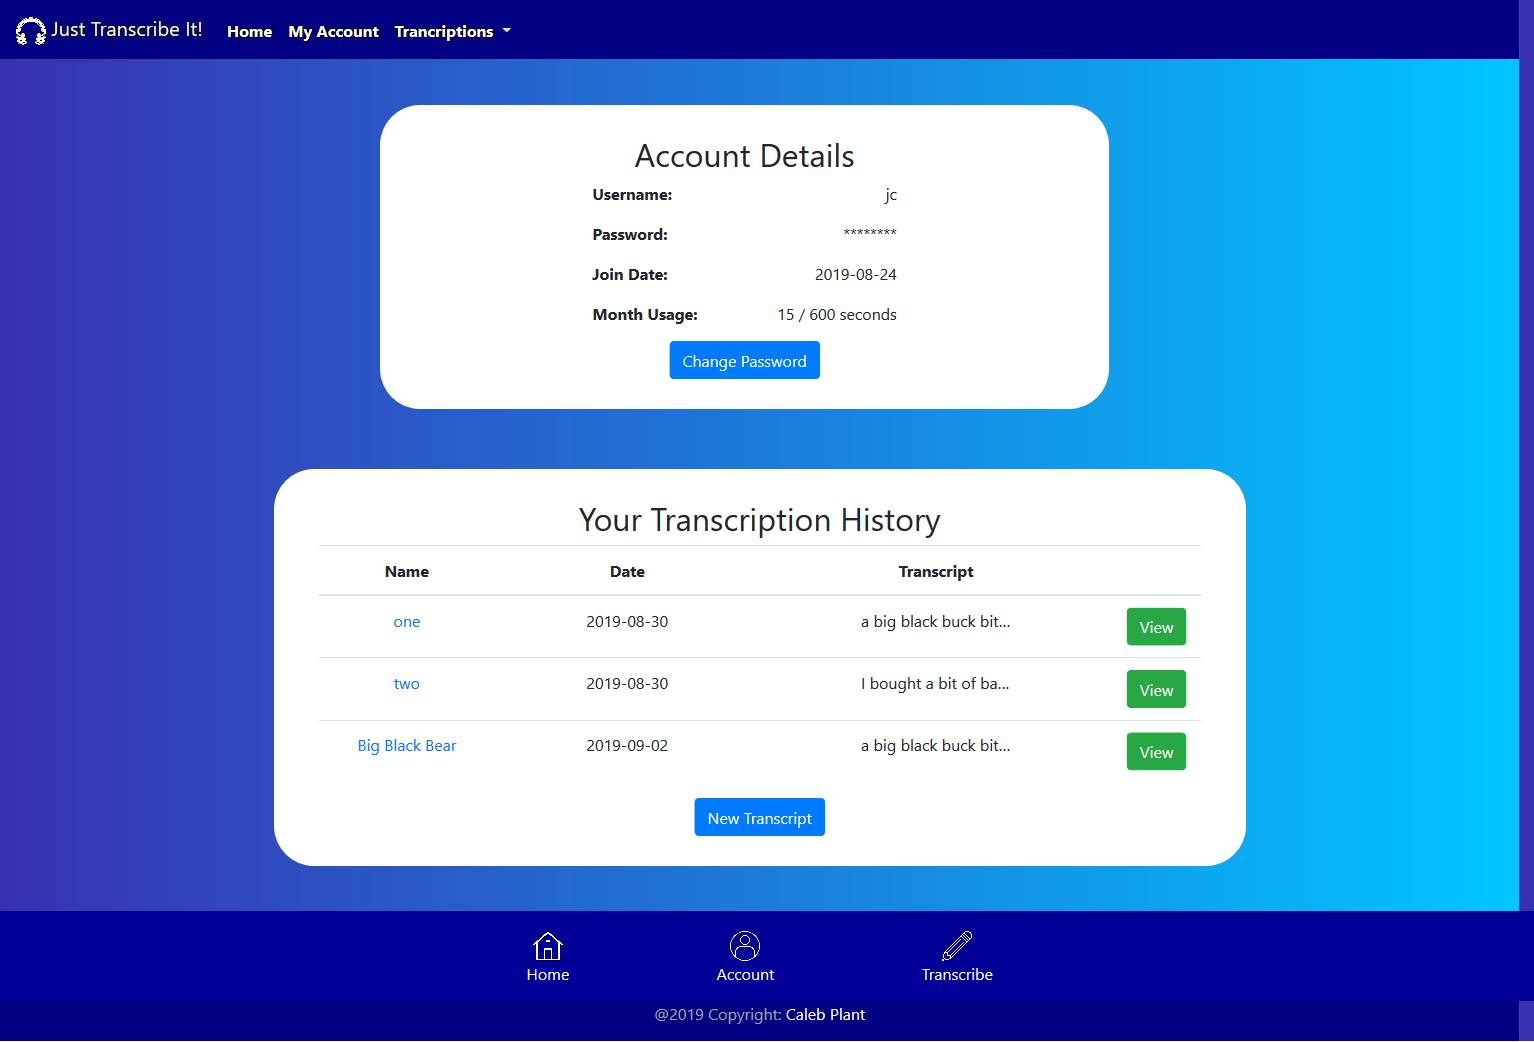 Just Transcribe It! Home My Account Trancriptions
Account Details
Username: jc
Password: ********
Join Date: 2019-08-24
Month Usage: 15 / 600 seconds
Change Password
Your Transcription History
Name Date Transcript
one 2019-08-30 a big black buck bit... View
two 2019-08-30 I bought a bit of ba... View
Big Black Bear 2019-09-02 a big black buck bit... View
New Transcript
Home Account Transcribe
@2019 Copyright: Caleb Plant